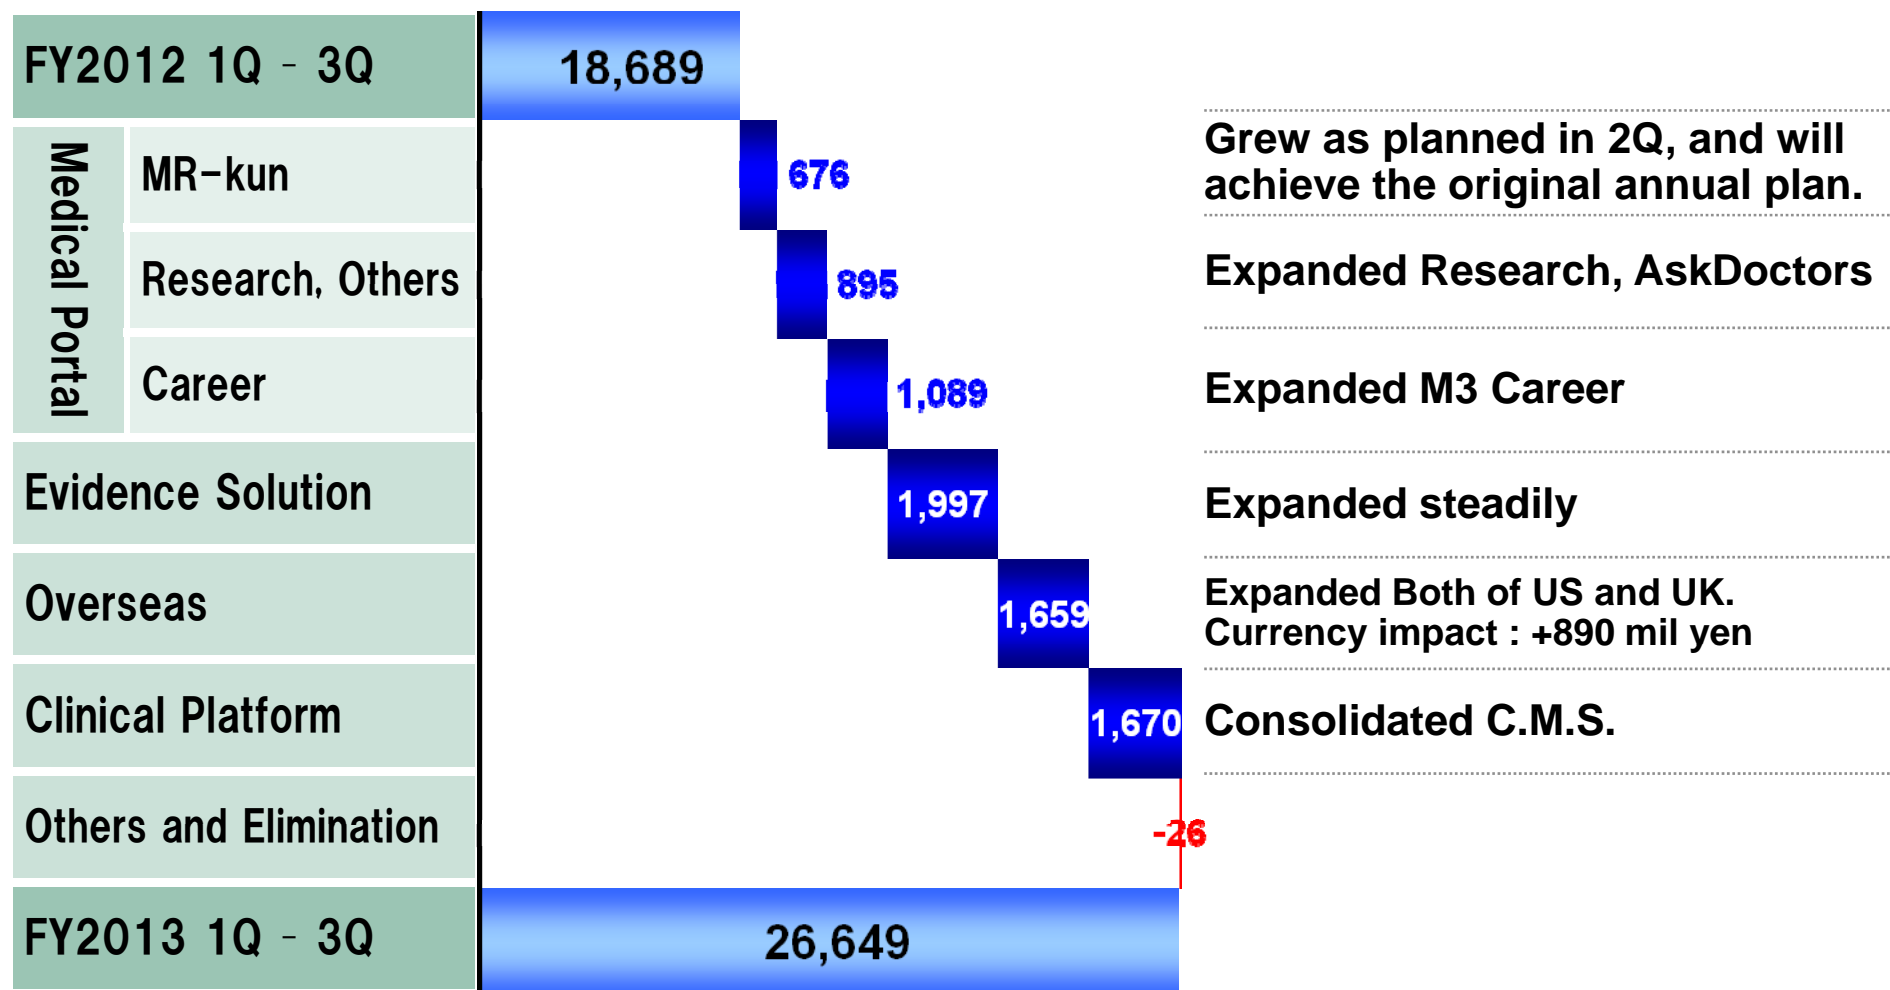 FY2012 1Q - 3Q
18,689
Medical Portal
MR-kun
676
Grew as planned in 2Q, and will
achieve the original annual plan.
Research, Others
895
Expanded Research, AskDoctors
Career
1,089
Expanded M3 Career
Evidence Solution
1,997
Expanded steadily
Overseas
1,659
Expanded Both of US and UK.
Currency impact : +890 mil yen
Clinical Platform
1,670
Consolidated C.M.S.
Others and Elimination
-26
FY2013 1Q - 3Q
26,649